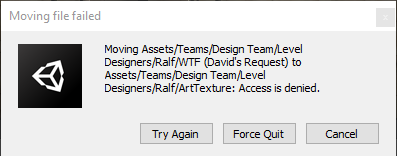 Moving file failed
Moving Assets/Teams/Design Team/Level
Designers/Ralf/WTF (David's Request) to
Assets/Teams/Design Team/Level
Designers/Ralf/ArtTexture: Access is denied.
Try Again
Force Quit
Cancel